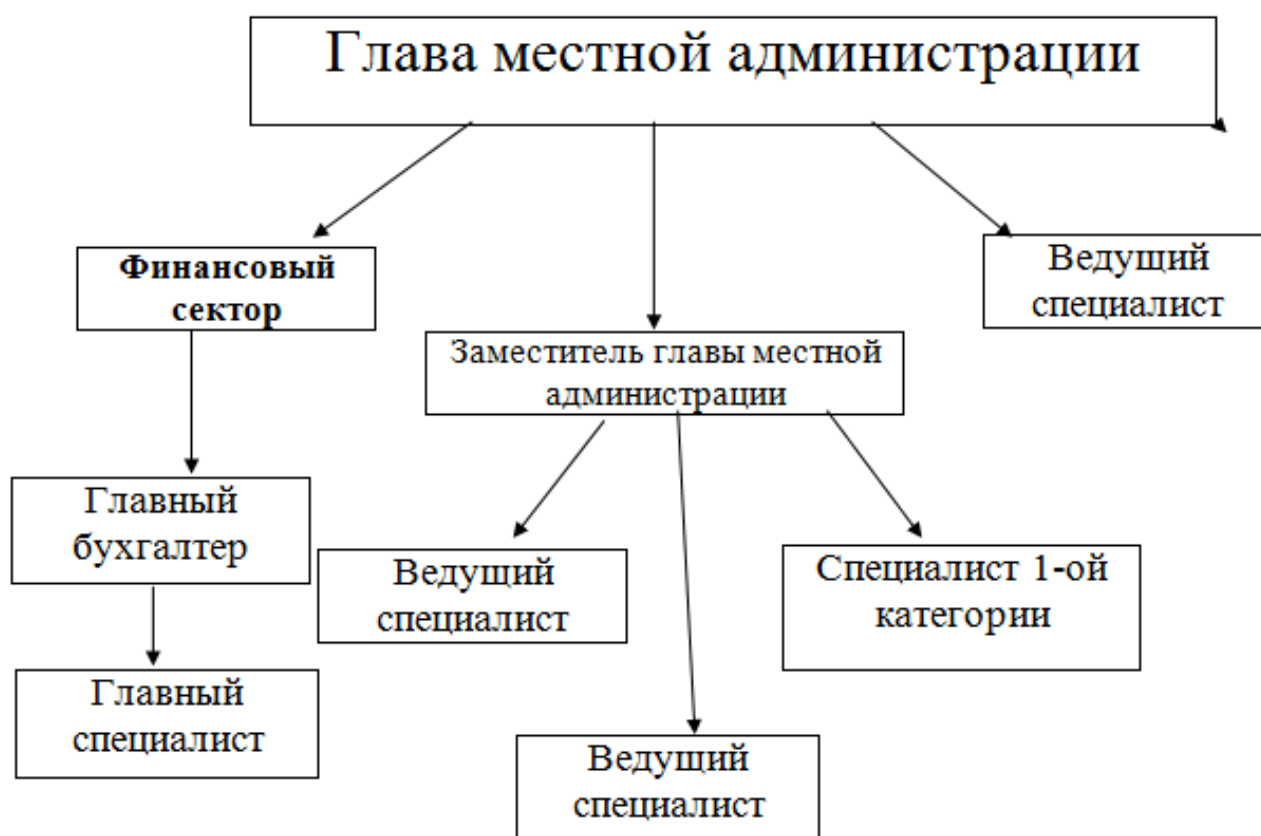 Глава местной администрации
Финансовый
сектор
Ведущий
специалист
Заместитель главы местной
администрации
Главный
бухгалтер
Ведущий
специалист
Специалист 1-ой
категории
Главный
специалист
Ведущий
специалист